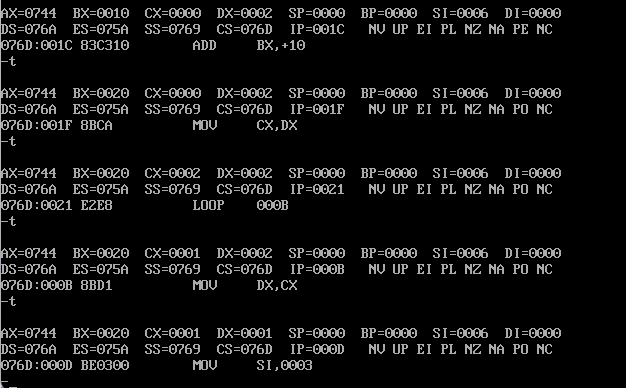 AX=0744 BX=0010 CX=0000 DX=0002 SP=0000 BP=0000 SI=0006 DI=0000
DS=076A ES=075A SS=0769 CS=076D IP=001C NV UP EI PL NZ NA PE NC
076D:001C 83C310 ADD BX,+10
-t
AX=0744 BX=0020 CX=0000 DX=0002 SP=0000 BP=0000 SI=0006 DI=0000
DS=076A ES=075A SS=0769 CS=076D IP=001F NV UP EI PL NZ NA PO NC
076D:001F 8BCA MOV CX,DX
-t
AX=0744 BX=0020 CX=0002 DX=0002 SP=0000 BP=0000 SI=0006 DI=0000
DS=076A ES=075A SS=0769 CS=076D IP=0021 NV UP EI PL NZ NA PO NC
076D:0021 E2E8 LOOP 000B
-t
AX=0744 BX=0020 CX=0001 DX=0002 SP=0000 BP=0000 SI=0006 DI=0000
DS=076A ES=075A SS=0769 CS=076D IP=000B NV UP EI PL NZ NA PO NC
076D:000B 8BD1 MOV DX,CX
-t
AX=0744 BX=0020 CX=0001 DX=0001 SP=0000 BP=0000 SI=0006 DI=0000
DS=076A ES=075A SS=0769 CS=076D IP=000D NV UP EI PL NZ NA PO NC
076D:000D BE0300 MOV SI,0003
-